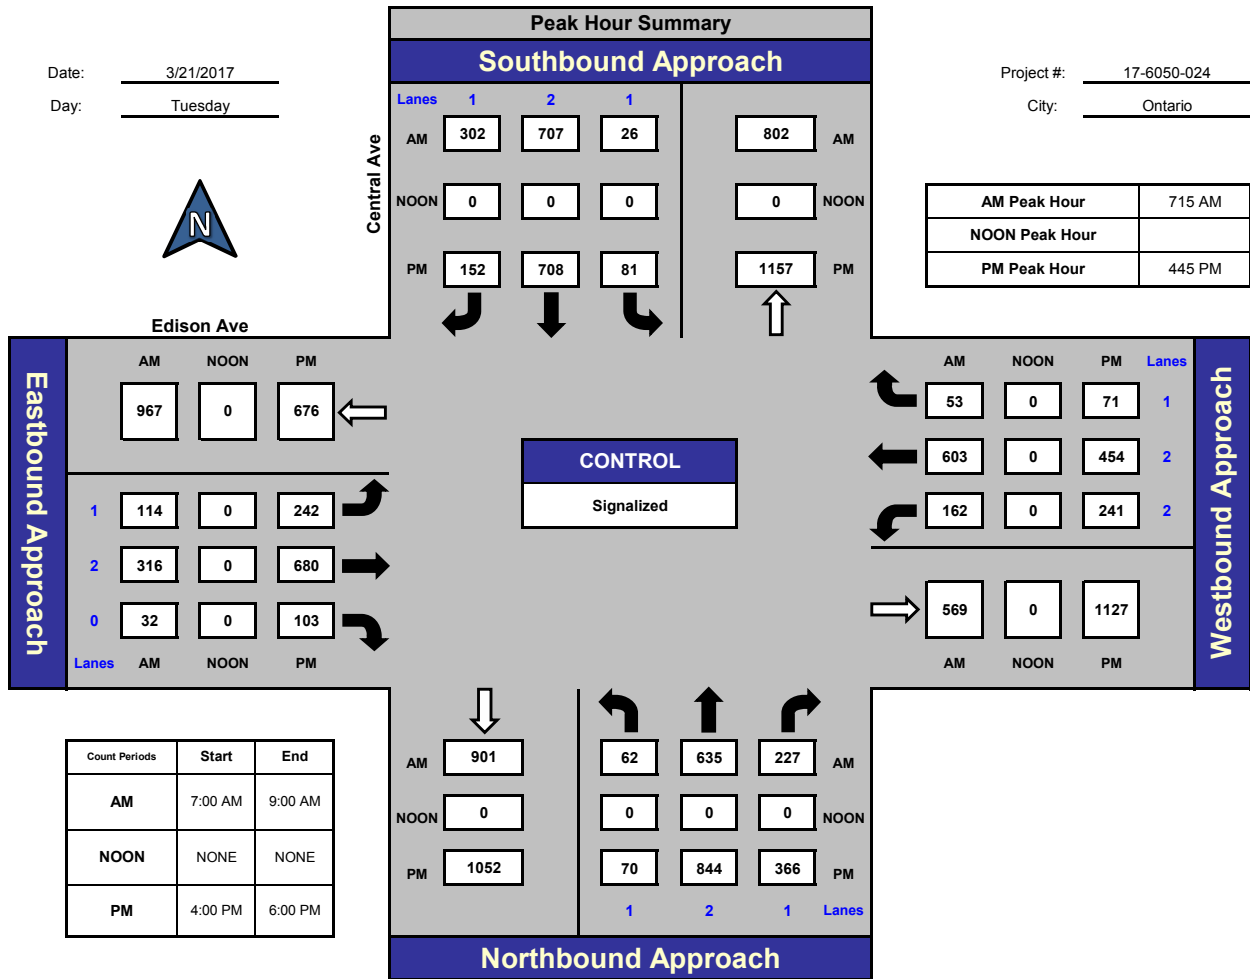 Peak Hour Summary
Southbound Approach
Date: 3/21/2017
Day: Tuesday
Project #: 17-6050-024
City: Ontario
N
Central Ave
Lanes 1 2 1
AM 302 707 26 802 AM
NOON 0 0 0 0 NOON
PM 152 708 81 1157 PM
AM Peak Hour 715 AM
NOON Peak Hour
PM Peak Hour 445 PM
Edison Ave
Eastbound Approach
AM NOON PM
967 0 676
1 114 0 242
2 316 0 680
0 32 0 103
Lanes AM NOON PM
CONTROL
Signalized
AM NOON PM Lanes
53 0 71 1
603 0 454 2
162 0 241 2
569 0 1127
AM NOON PM
Westbound Approach
Count Periods Start End
AM 7:00 AM 9:00 AM
NOON NONE NONE
PM 4:00 PM 6:00 PM
AM 901 62 635 227 AM
NOON 0 0 0 0 NOON
PM 1052 70 844 366 PM
1 2 1 Lanes
Northbound Approach